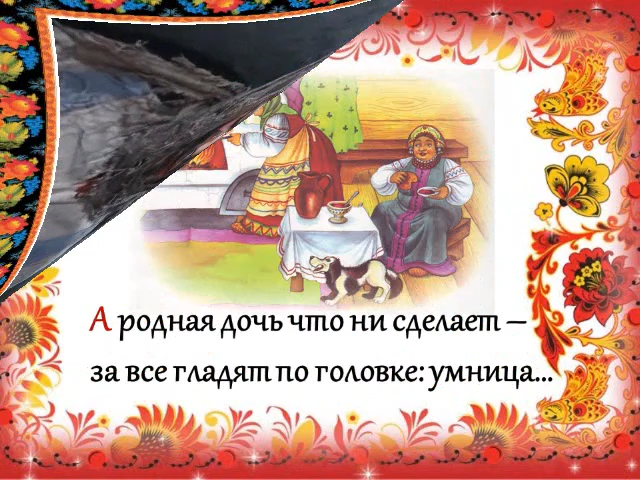 А родная дочь что ни сделает –
за все гладят по головке: умница...